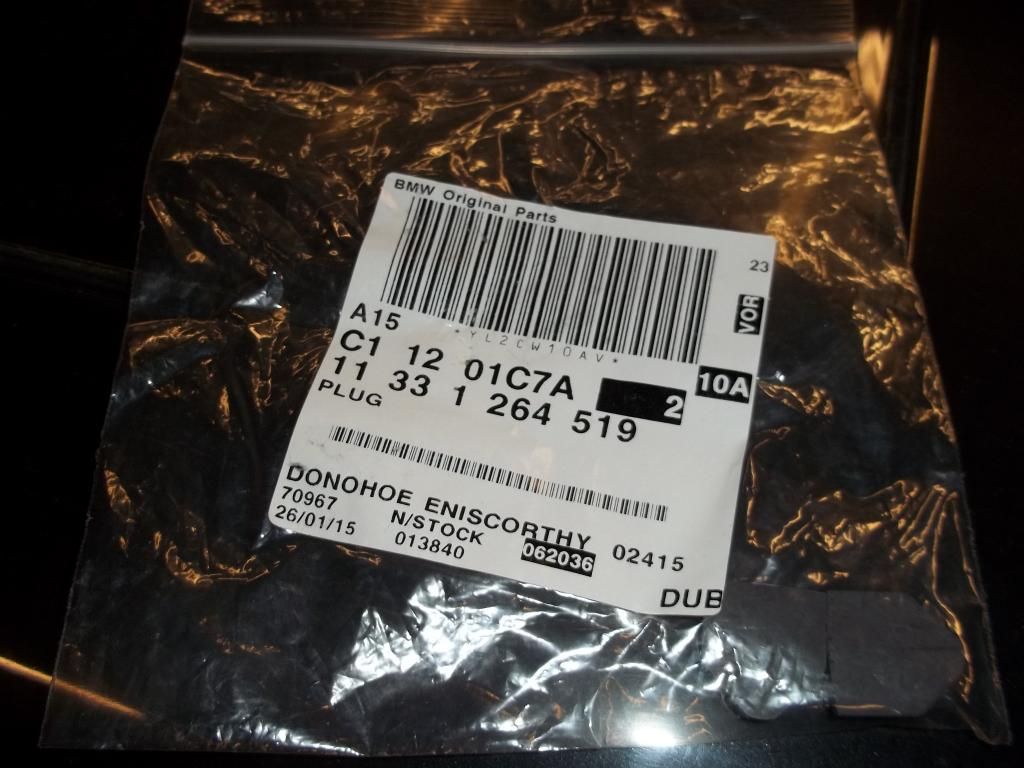 BMW Original Parts
23
VOR
*YL2CW10AV*
A15
C1 12 01C7A 2 10A
11 33 1 264 519
PLUG
DONOHOE ENISCORTHY 02415
70967 N/STOCK 062036
26/01/15 013840
DUB